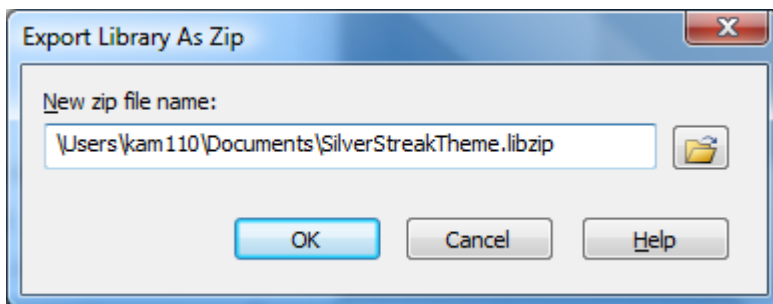 Export Library As Zip
New zip file name:
\Users\kam110\Documents\SilverStreakTheme.libzip
OK
Cancel
Help